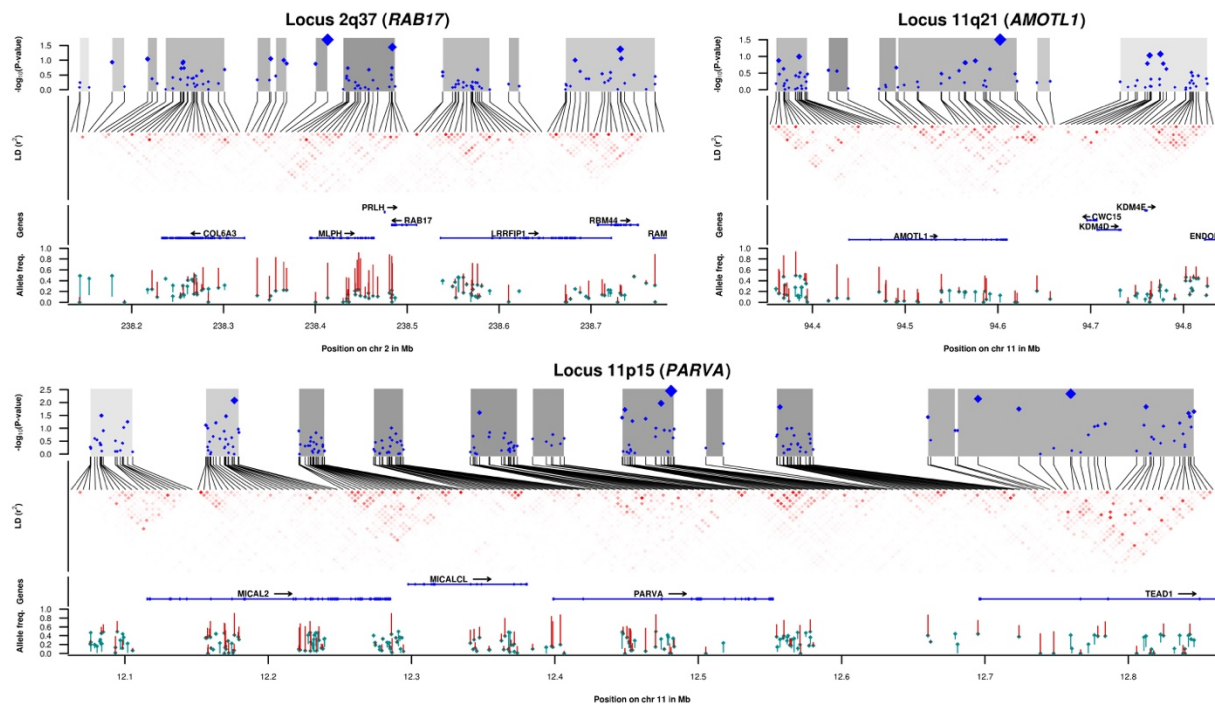 Locus 2q37 (RAB17)
-log₁₀(P-value)
1.5
1.0
0.5
0.0
LD (r²)
Genes
PRLH
RAB17
RBM44
COL6A3
MLPH
LRRFIP1
RAM
Allele freq.
1.0
0.8
0.6
0.4
0.2
0.0
238.2 238.3 238.4 238.5 238.6 238.7
Position on chr 2 in Mb
Locus 11q21 (AMOTL1)
-log₁₀(P-value)
1.5
1.0
0.5
0.0
LD (r²)
Genes
KDM4E
CWC15
KDM4D
AMOTL1
ENDO
Allele freq.
1.0
0.8
0.6
0.4
0.2
0.0
94.4 94.5 94.6 94.7 94.8
Position on chr 11 in Mb
Locus 11p15 (PARVA)
-log₁₀(P-value)
2.5
2.0
1.5
1.0
0.5
0.0
LD (r²)
Genes
MICALCL
MICAL2
PARVA
TEAD1
Allele freq.
1.0
0.8
0.6
0.4
0.2
0.0
12.1 12.2 12.3 12.4 12.5 12.6 12.7 12.8
Position on chr 11 in Mb